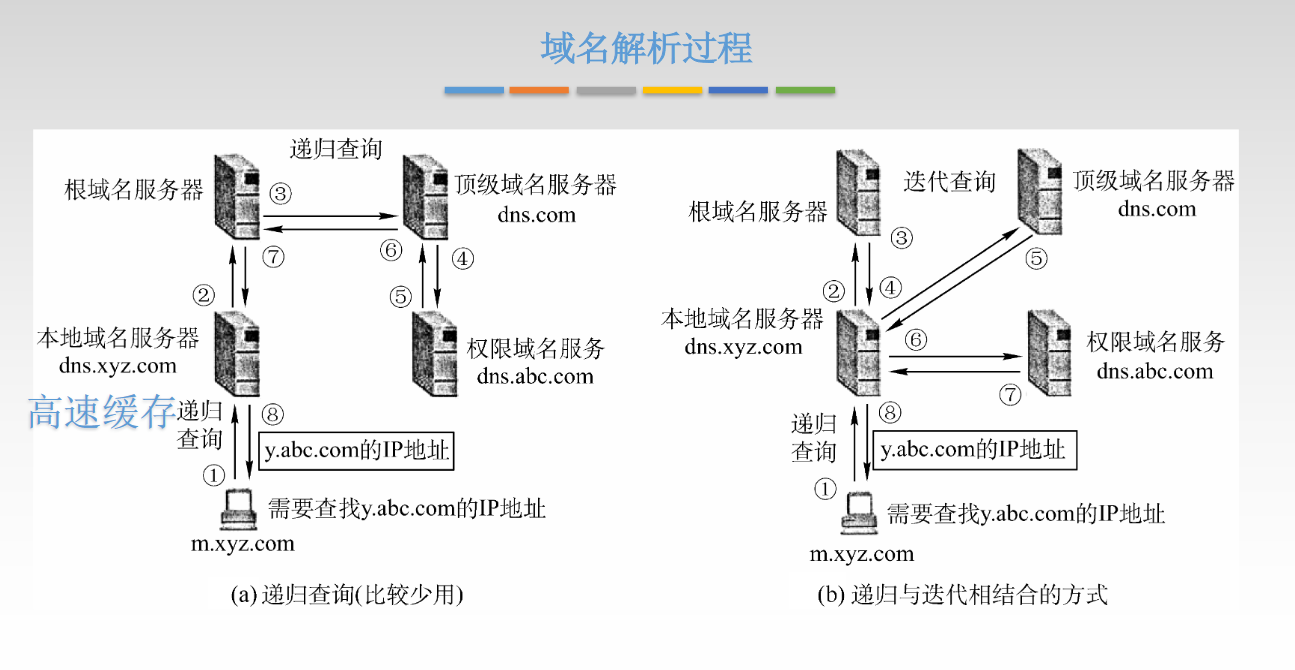 域名解析过程
递归查询
根域名服务器
③
顶级域名服务器
dns.com
⑥
④
⑦
②
⑤
本地域名服务器
dns.xyz.com
权限域名服务
dns.abc.com
高速缓存
递归
查询
⑧
y.abc.com的IP地址
①
需要查找y.abc.com的IP地址
m.xyz.com
(a) 递归查询(比较少用)
迭代查询
根域名服务器
顶级域名服务器
dns.com
③
⑤
②
④
本地域名服务器
dns.xyz.com
⑥
权限域名服务
dns.abc.com
⑦
递归
查询
⑧
y.abc.com的IP地址
①
需要查找y.abc.com的IP地址
m.xyz.com
(b) 递归与迭代相结合的方式